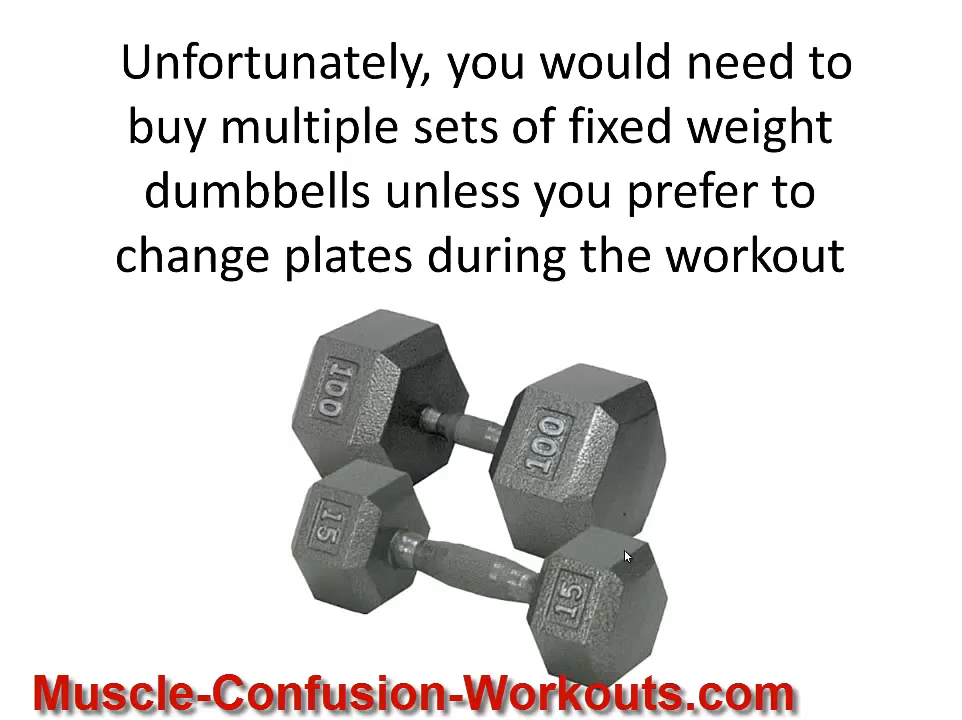 Unfortunately, you would need to
buy multiple sets of fixed weight
dumbbells unless you prefer to
change plates during the workout
100
100
15
15
Muscle-Confusion-Workouts.com